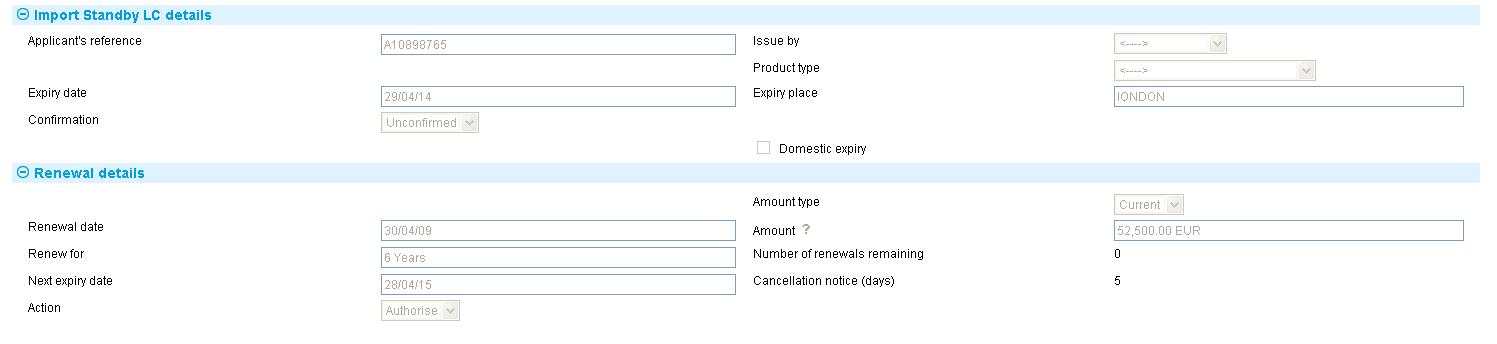 Import Standby LC details
Applicant's reference A10898765 Issue by <---->
Product type <---->
Expiry date 29/04/14 Expiry place lONDON
Confirmation Unconfirmed
Domestic expiry
Renewal details
Amount type Current
Renewal date 30/04/09 Amount ? 52,500.00 EUR
Renew for 6 Years Number of renewals remaining 0
Next expiry date 28/04/15 Cancellation notice (days) 5
Action Authorise